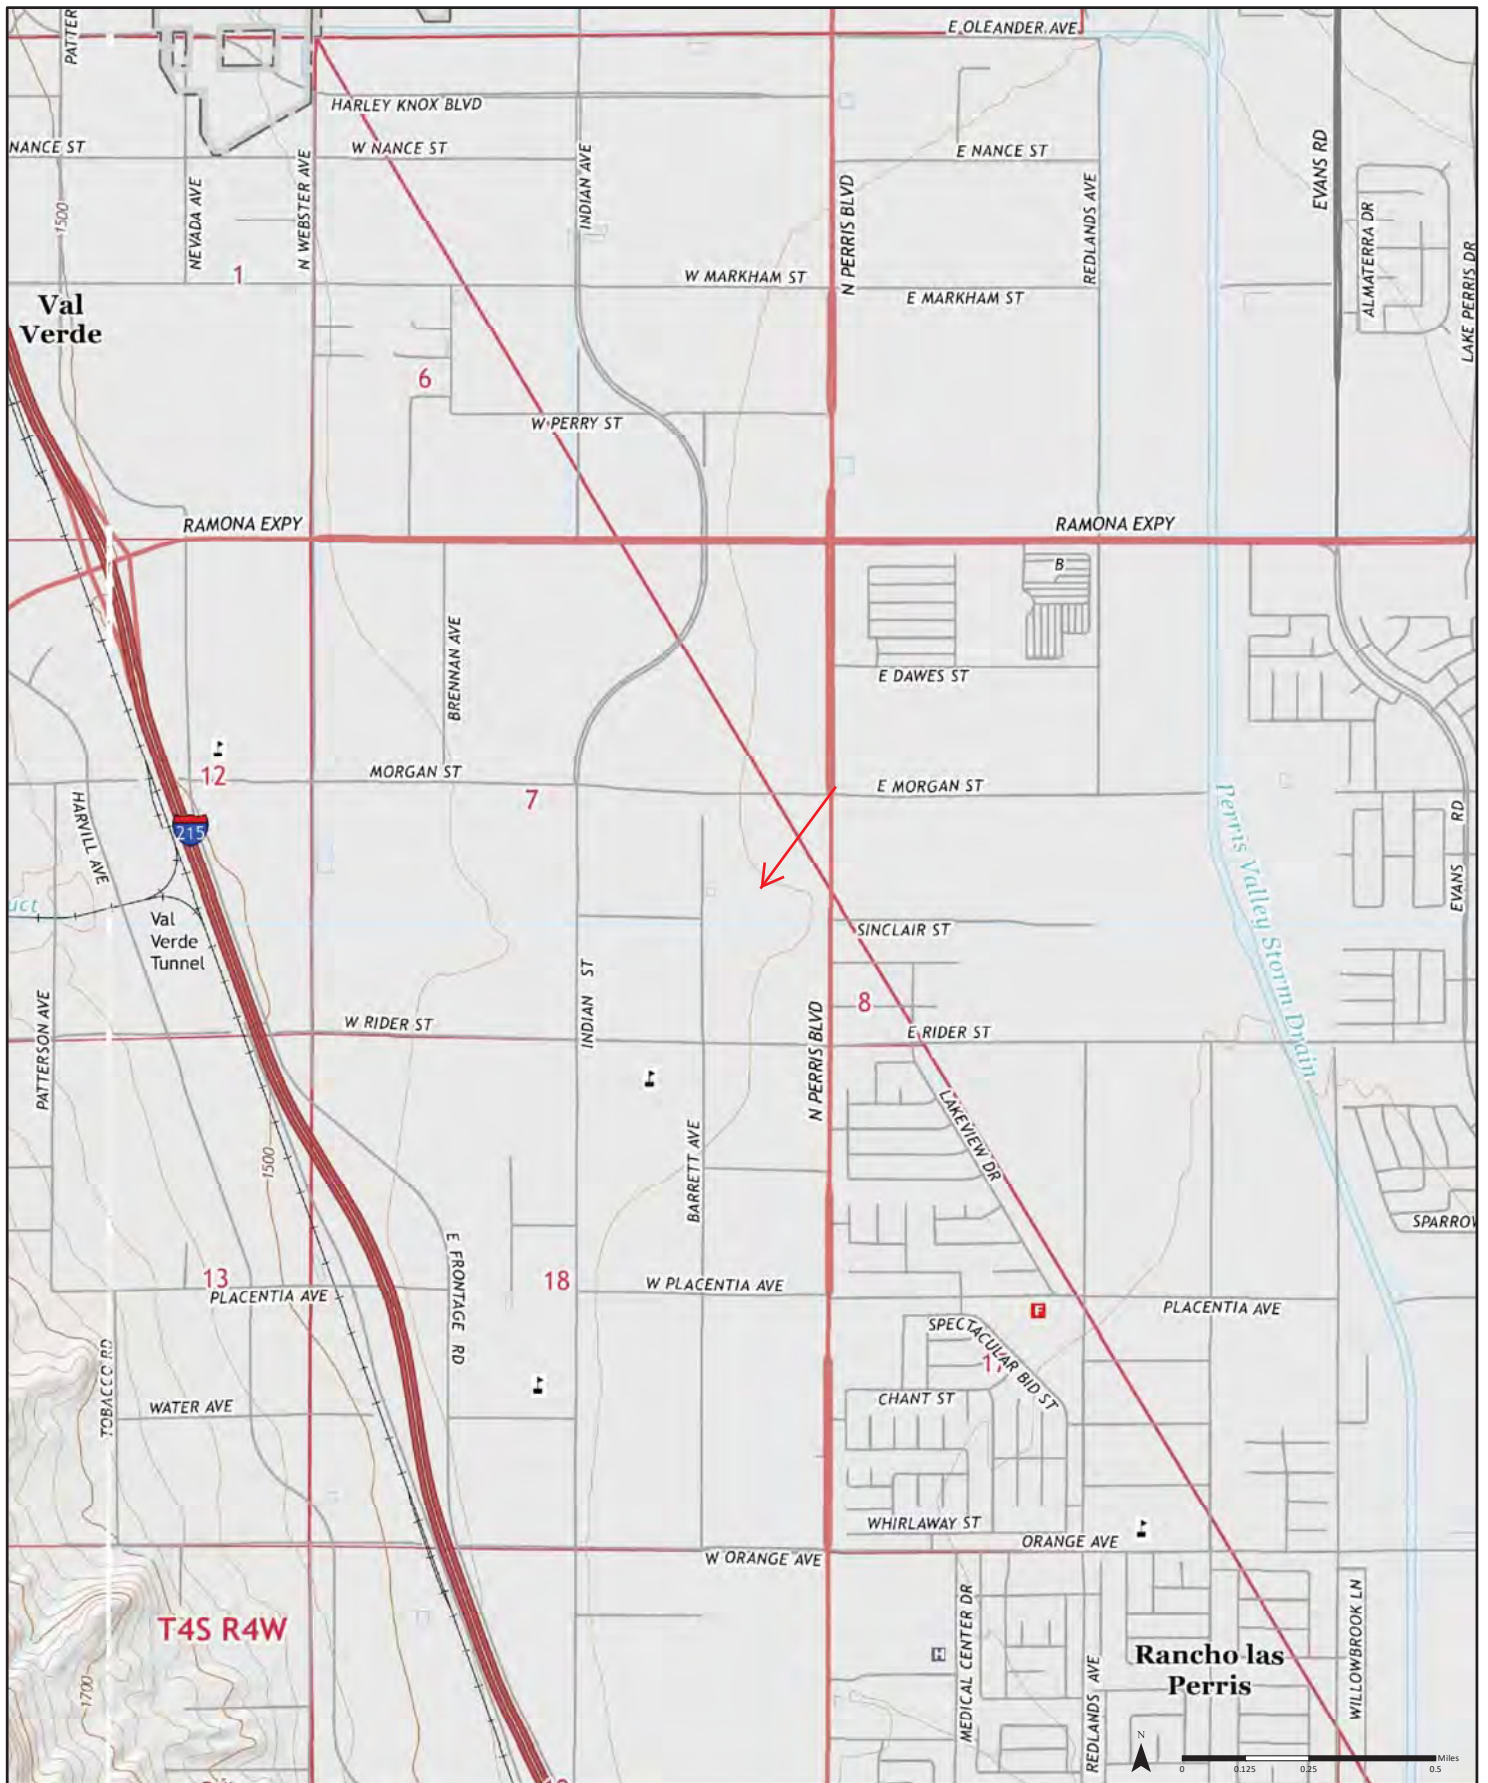 E OLEANDER AVE
PATTER
HARLEY KNOX BLVD
NANCE ST
W NANCE ST
E NANCE ST
NEVADA AVE
N WEBSTER AVE
INDIAN AVE
N PERRIS BLVD
REDLANDS AVE
EVANS RD
ALMATERRA DR
LAKE PERRIS DR
1500
1
W MARKHAM ST
E MARKHAM ST
Val
Verde
6
W PERRY ST
RAMONA EXPY
RAMONA EXPY
B
BRENNAN AVE
E DAWES ST
12
MORGAN ST
7
E MORGAN ST
HARVILL AVE
215
Perris Valley Storm Drain
EVANS RD
uct
Val
Verde
Tunnel
SINCLAIR ST
INDIAN ST
PATTERSON AVE
W RIDER ST
N PERRIS BLVD
8
E RIDER ST
LAKEVIEW DR
1500
BARRETT AVE
SPARROW
E FRONTAGE RD
13
PLACENTIA AVE
18
W PLACENTIA AVE
PLACENTIA AVE
F
SPECTACULAR BID ST
17
TOBACCO RD
WATER AVE
CHANT ST
WHIRLAWAY ST
ORANGE AVE
W ORANGE AVE
T4S R4W
1700
H
MEDICAL CENTER DR
REDLANDS AVE
Rancho las
Perris
WILLOWBROOK LN
N
Miles
0 0.125 0.25 0.5